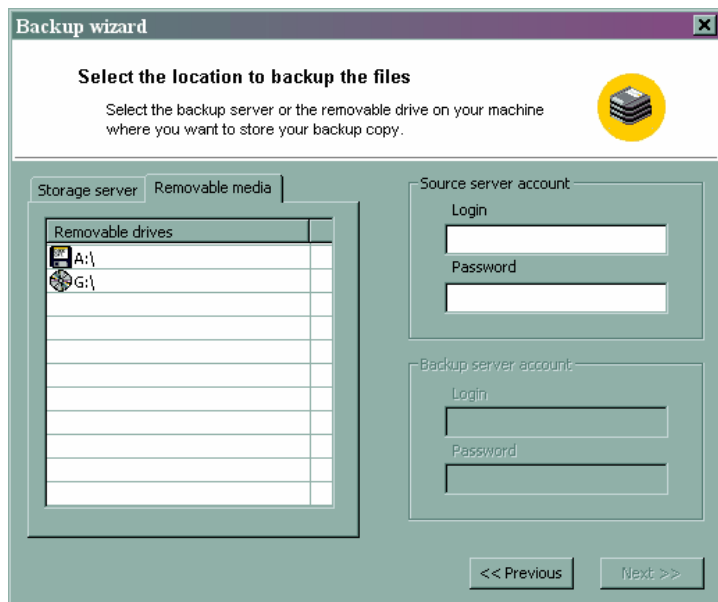 Backup wizard
Select the location to backup the files
Select the backup server or the removable drive on your machine
where you want to store your backup copy.
Storage server
Removable media
Removable drives
A:\
G:\
Source server account
Login
Password
Backup server account
Login
Password
<< Previous
Next >>